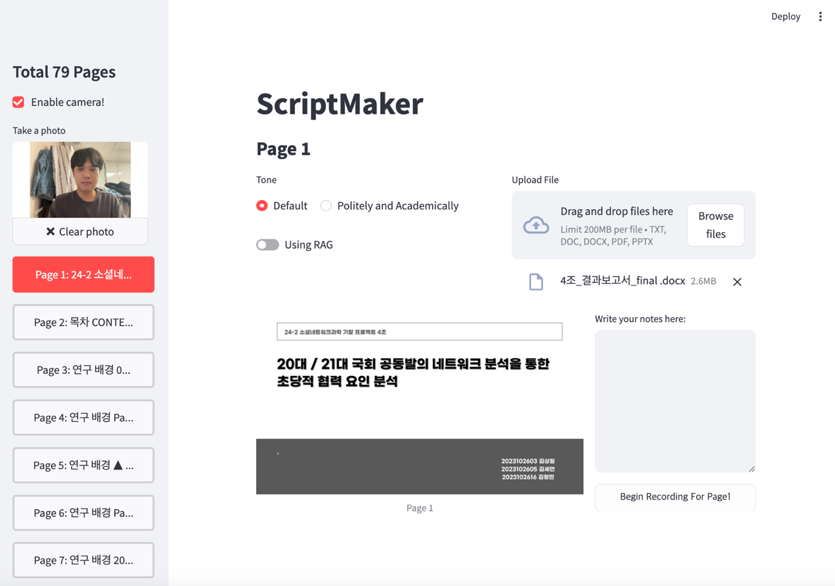 Deploy
Total 79 Pages
Enable camera!
Take a photo
Clear photo
Page 1: 24-2 소셜네...
Page 2: 목차 CONTE...
Page 3: 연구 배경 0...
Page 4: 연구 배경 Pa...
Page 5: 연구 배경 ▲ ...
Page 6: 연구 배경 Pa...
Page 7: 연구 배경 20...
ScriptMaker
Page 1
Tone
Default
Politely and Academically
Using RAG
Upload File
Drag and drop files here
Limit 200MB per file • TXT,
DOC, DOCX, PDF, PPTX
Browse
files
4조_결과보고서_final .docx 2.6MB
24-2 소셜네트워크과학 기말 프로젝트 4조
20대 / 21대 국회 공동발의 네트워크 분석을 통한
초당적 협력 요인 분석
2023102603
2023102605
2023102616
Page 1
Write your notes here:
Begin Recording For Page1